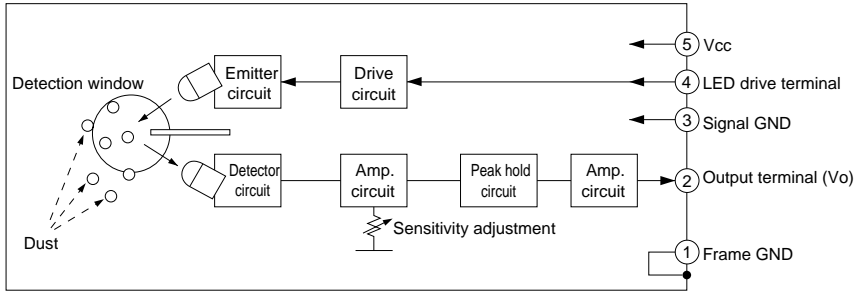 Detection window
Emitter
circuit
Drive
circuit
5 Vcc
4 LED drive terminal
3 Signal GND
Detector
circuit
Amp.
circuit
Peak hold
circuit
Amp.
circuit
2 Output terminal (Vo)
Sensitivity adjustment
Dust
1 Frame GND